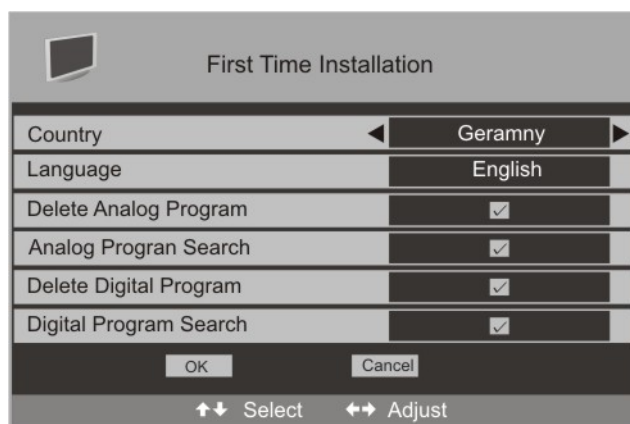 First Time Installation
Country Geramny
Language English
Delete Analog Program
Analog Progran Search
Delete Digital Program
Digital Program Search
OK Cancel
Select Adjust